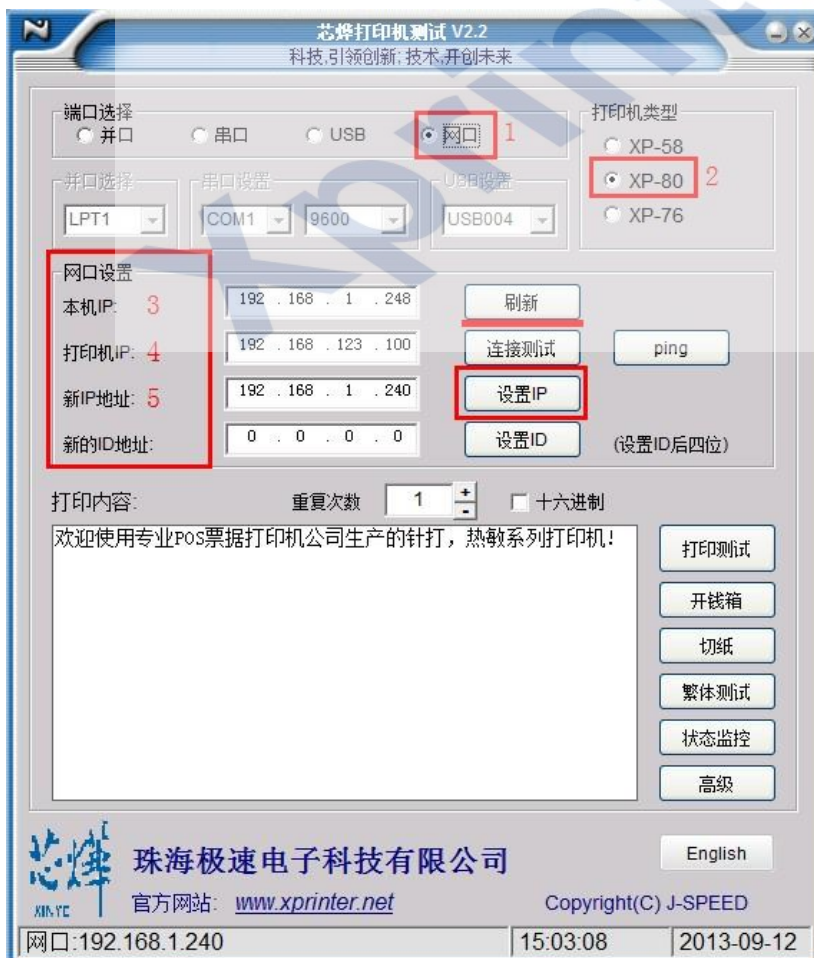 芯烨打印机测试 V2.2
科技,引领创新;技术,开创未来
端口选择
并口 串口 USB 网口 1
打印机类型
XP-58
XP-80 2
XP-76
并口选择 串口设置 USB设置
LPT1 COM1 9600 USB004
网口设置
本机IP: 3 192 . 168 . 1 . 248 刷新
打印机IP: 4 192 . 168 . 123 . 100 连接测试 ping
新IP地址: 5 192 . 168 . 1 . 240 设置IP
新的ID地址: 0 . 0 . 0 . 0 设置ID (设置ID后四位)
打印内容: 重复次数 1 + - 十六进制
欢迎使用专业POS票据打印机公司生产的针打，热敏系列打印机!
打印测试
开钱箱
切纸
繁体测试
状态监控
高级
芯烨
XINYE
珠海极速电子科技有限公司 English
官方网站: www.xprinter.net Copyright(C) J-SPEED
网口:192.168.1.240 15:03:08 2013-09-12
Xprint